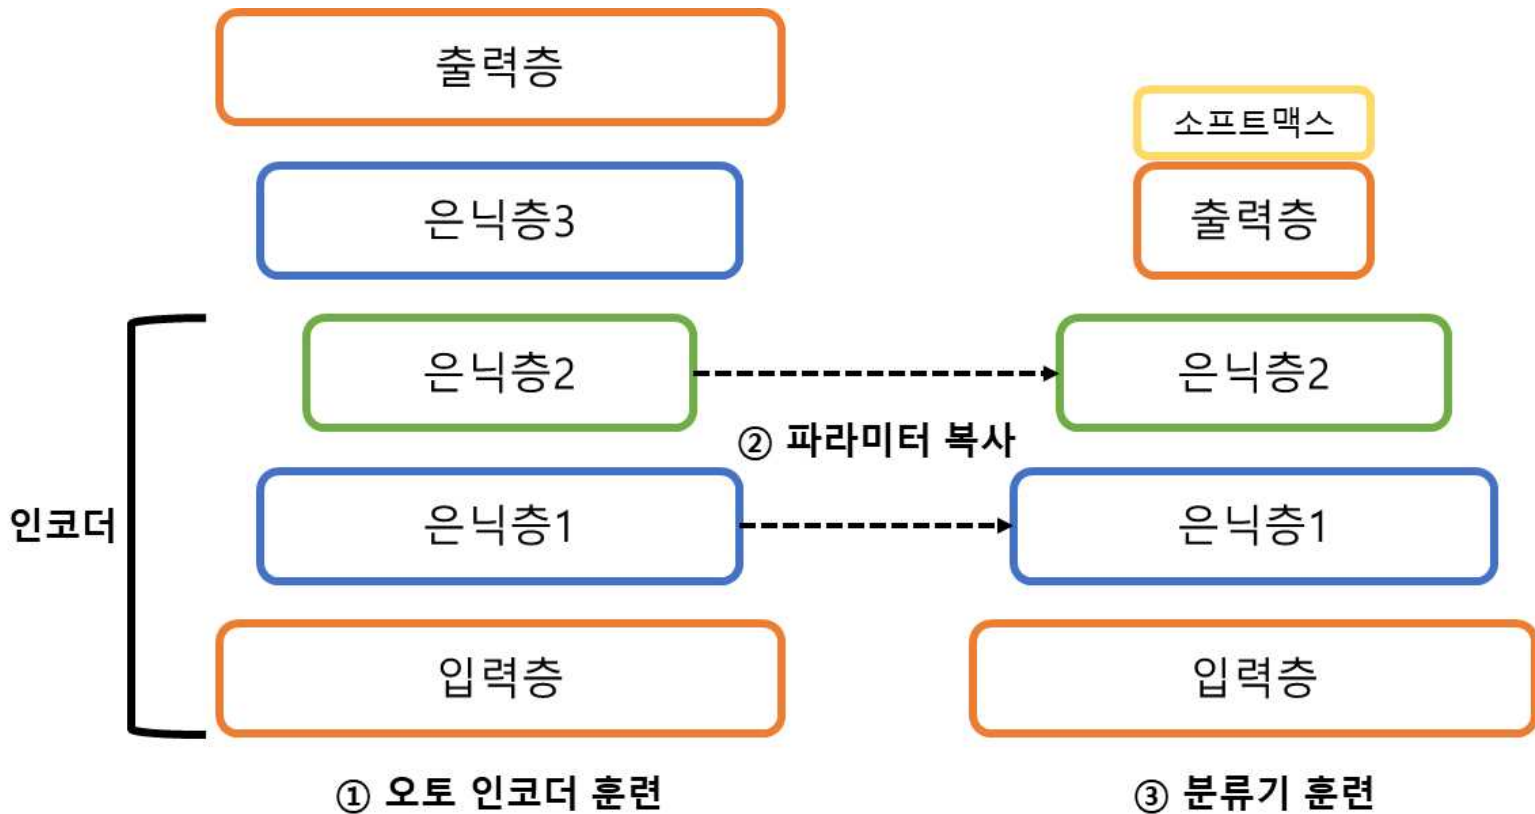 출력층
소프트맥스
은닉층3
출력층
은닉층2
은닉층2
② 파라미터 복사
인코더
은닉층1
은닉층1
입력층
입력층
① 오토 인코더 훈련
③ 분류기 훈련